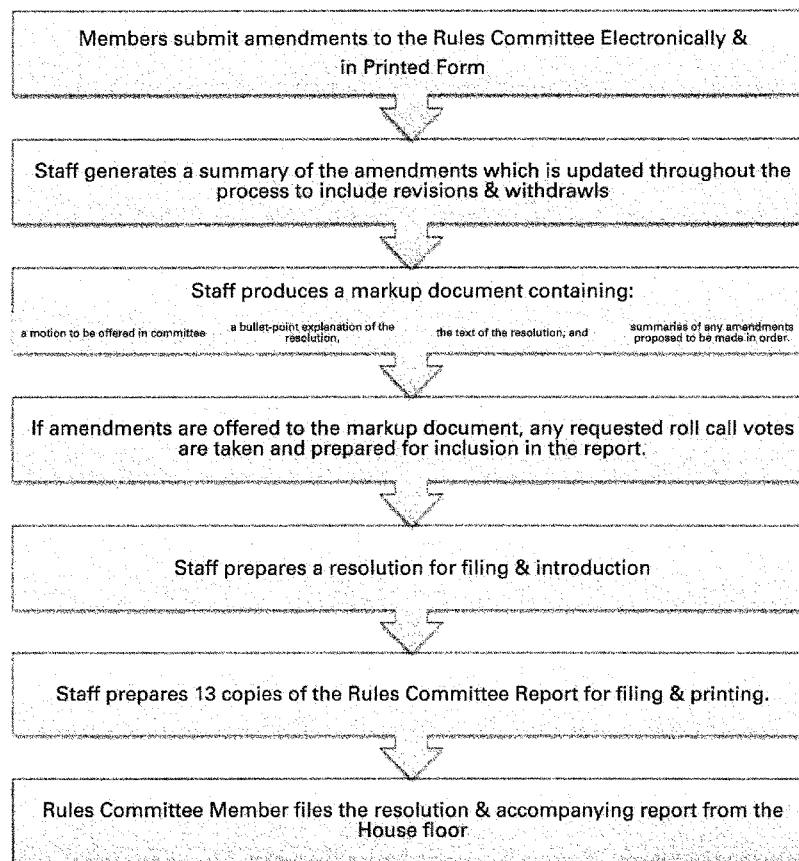 Members submit amendments to the Rules Committee Electronically &
in Printed Form
Staff generates a summary of the amendments which is updated throughout the
process to include revisions & withdrawls
Staff produces a markup document containing:
a motion to be offered in committee
a bullet-point explanation of the
resolution,
the text of the resolution; and
summaries of any amendments
proposed to be made in order.
If amendments are offered to the markup document, any requested roll call votes
are taken and prepared for inclusion in the report.
Staff prepares a resolution for filing & introduction
Staff prepares 13 copies of the Rules Committee Report for filing & printing.
Rules Committee Member files the resolution & accompanying report from the
House floor